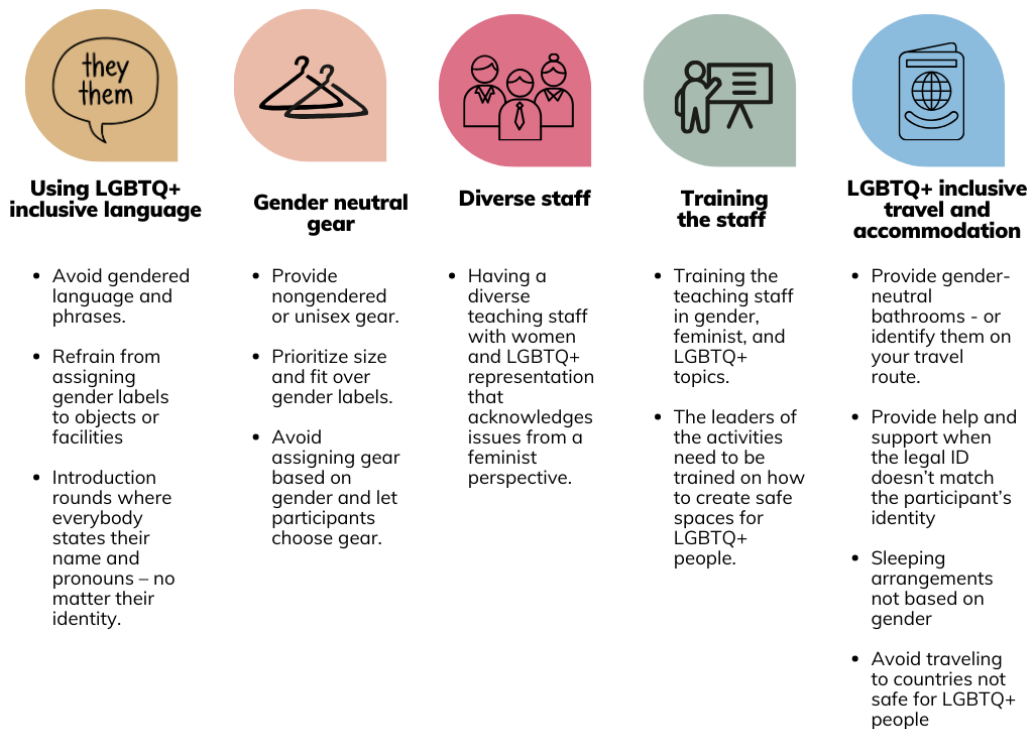 they
them
Using LGBTQ+
inclusive language
• Avoid gendered
language and
phrases.
• Refrain from
assigning
gender labels
to objects or
facilities
• Introduction
rounds where
everybody
states their
name and
pronouns – no
matter their
identity.
Gender neutral
gear
• Provide
nongendered
or unisex gear.
• Prioritize size
and fit over
gender labels.
• Avoid
assigning gear
based on
gender and let
participants
choose gear.
Diverse staff
• Having a
diverse
teaching staff
with women
and LGBTQ+
representation
that
acknowledges
issues from a
feminist
perspective.
Training
the staff
• Training the
teaching staff
in gender,
feminist, and
LGBTQ+
topics.
• The leaders of
the activities
need to be
trained on how
to create safe
spaces for
LGBTQ+
people.
LGBTQ+ inclusive
travel and
accommodation
• Provide gender-
neutral
bathrooms - or
identify them on
your travel
route.
• Provide help and
support when
the legal ID
doesn’t match
the participant’s
identity
• Sleeping
arrangements
not based on
gender
• Avoid traveling
to countries not
safe for LGBTQ+
people